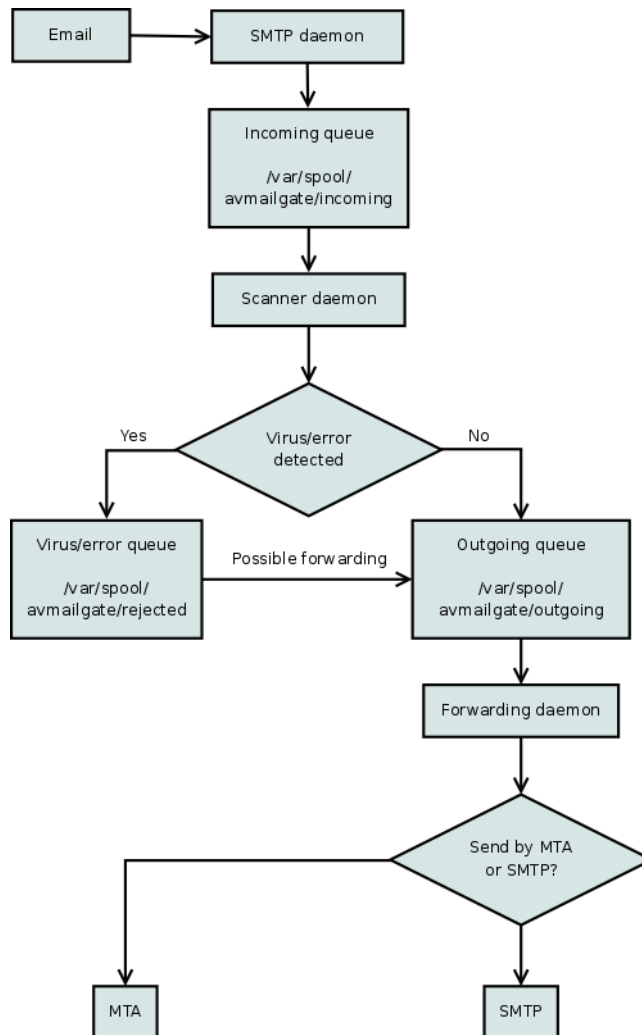 Email
SMTP daemon
Incoming queue
/var/spool/
avmailgate/incoming
Scanner daemon
Virus/error
detected
Yes
No
Virus/error queue
/var/spool/
avmailgate/rejected
Possible forwarding
Outgoing queue
/var/spool/
avmailgate/outgoing
Forwarding daemon
Send by MTA
or SMTP?
MTA
SMTP